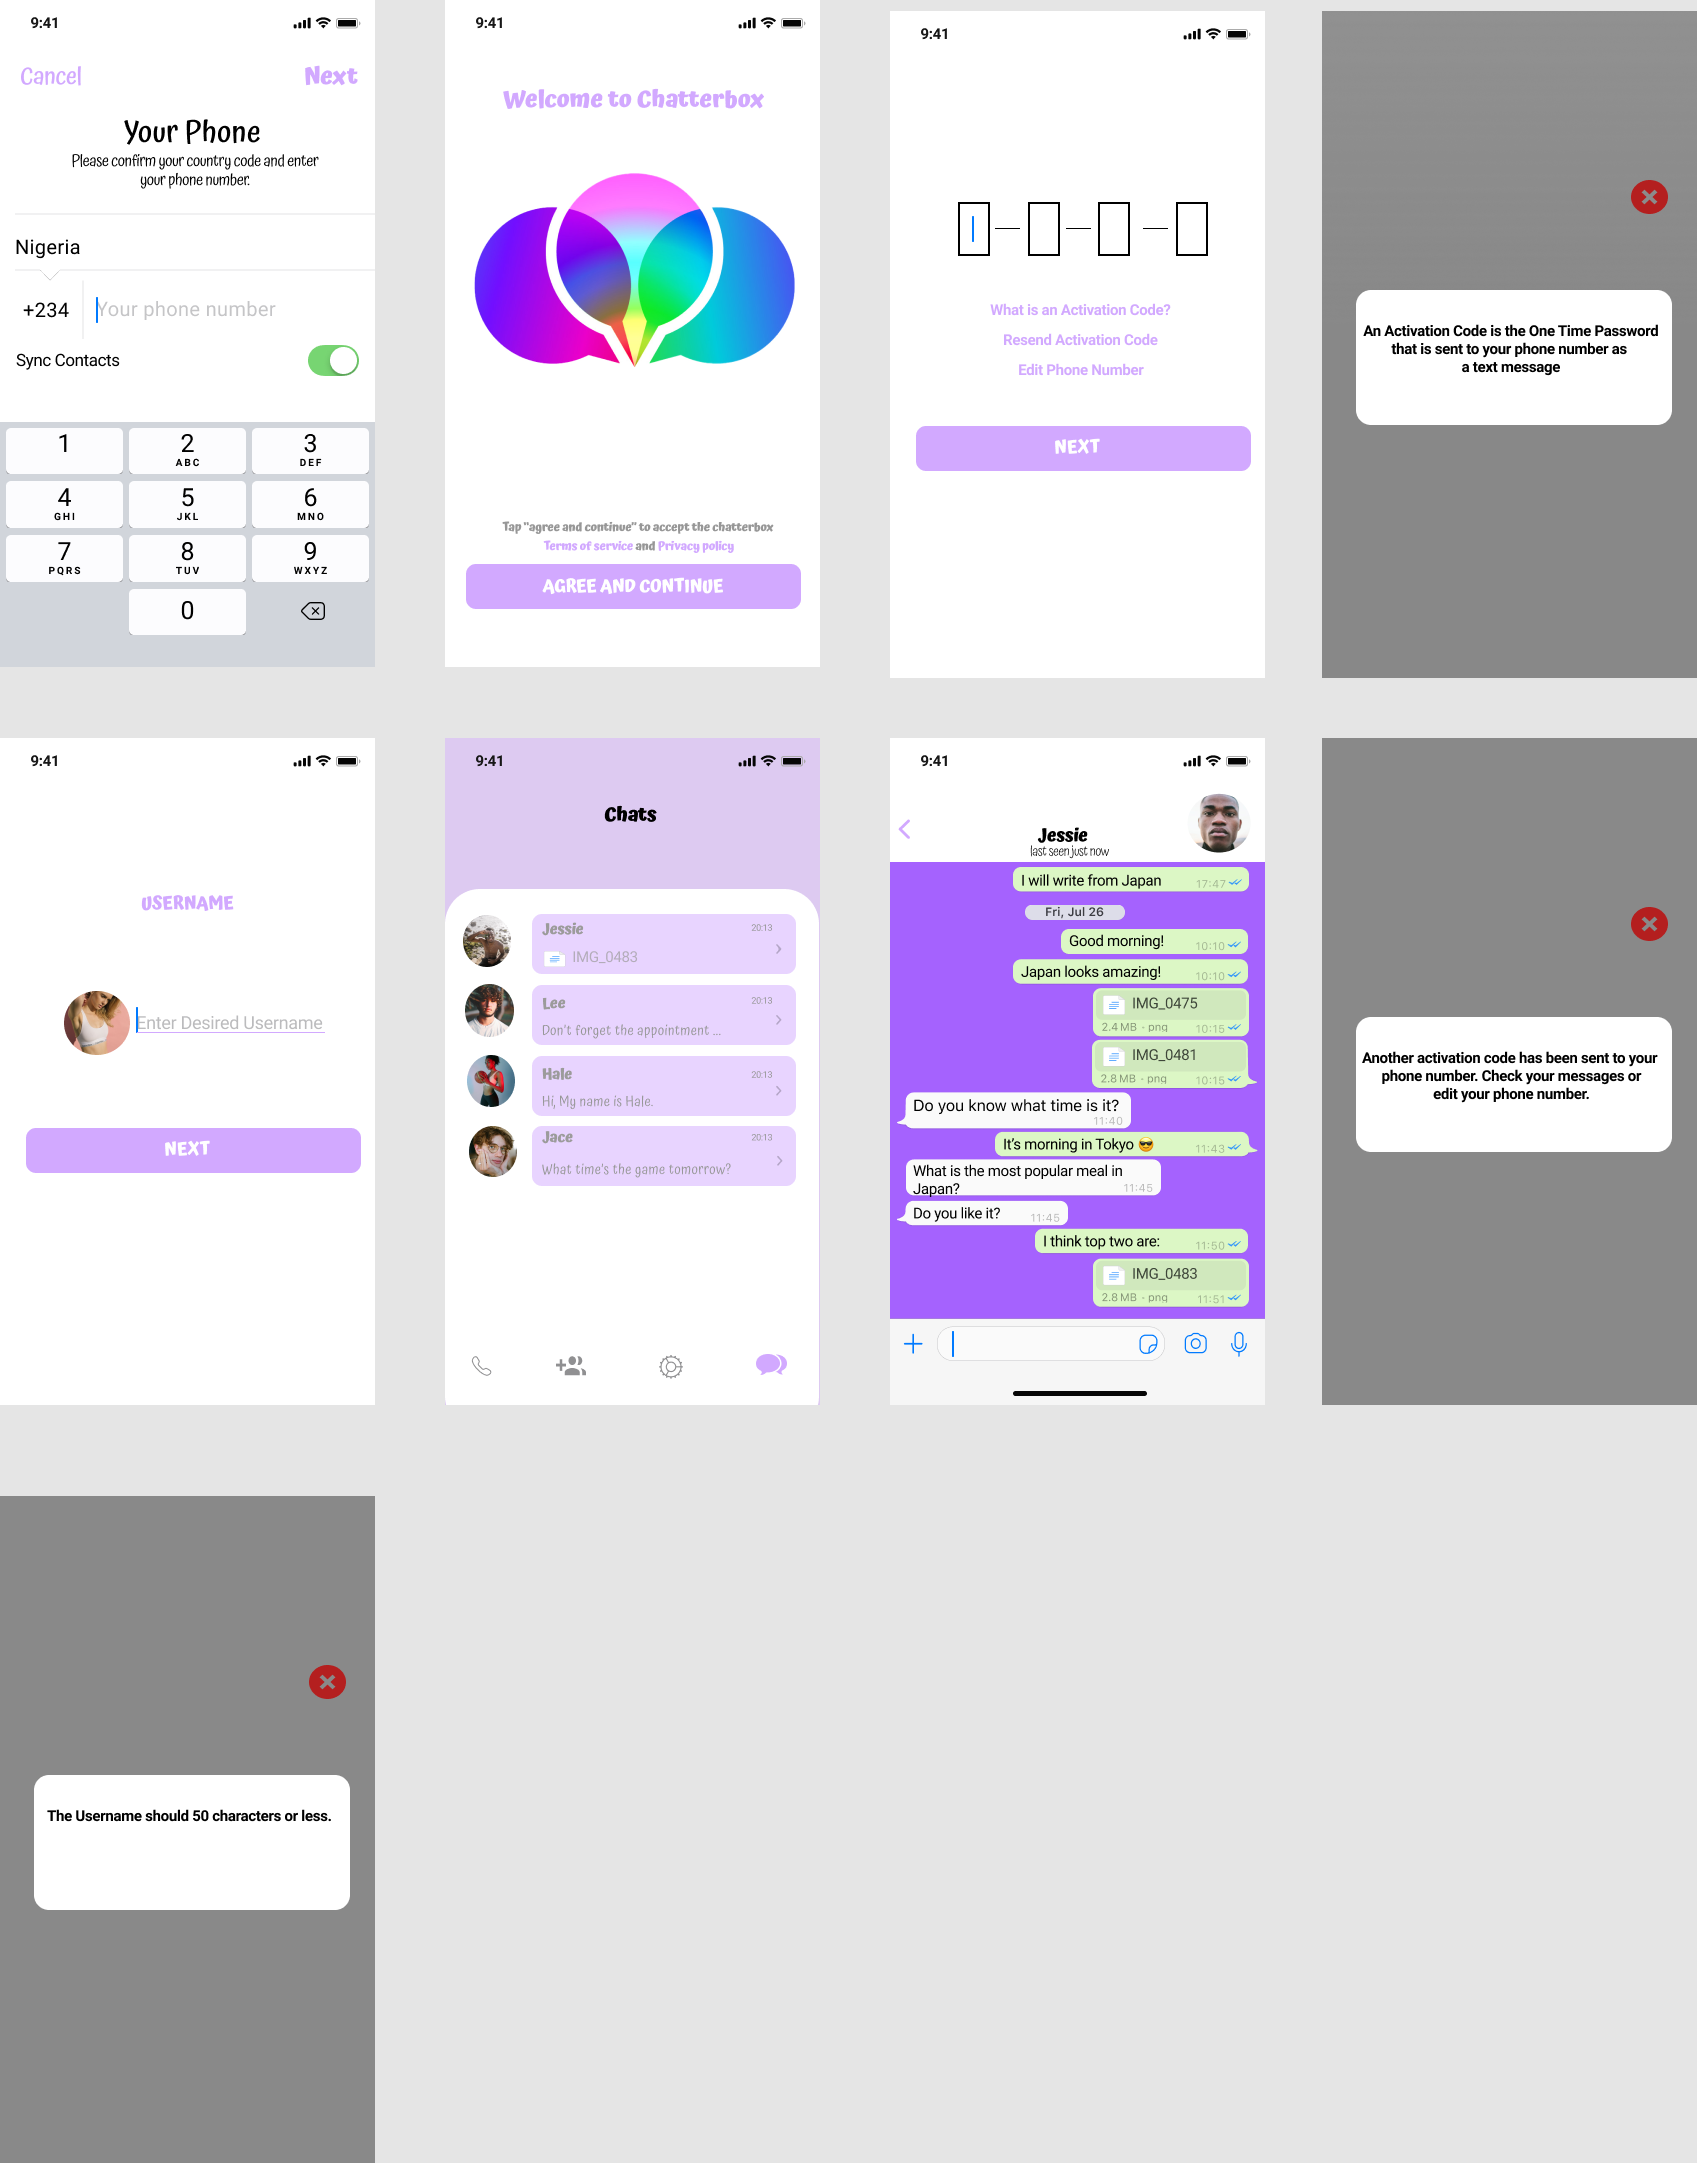 9:41
Cancel
Next
Your Phone
Please confirm your country code and enter
your phone number.
Nigeria
+234
Your phone number
Sync Contacts
1
2
ABC
3
DEF
4
GHI
5
JKL
6
MNO
7
PQRS
8
TUV
9
WXYZ
0
9:41
Welcome to Chatterbox
Tap "agree and continue" to accept the chatterbox
Terms of service and Privacy policy
AGREE AND CONTINUE
9:41
What is an Activation Code?
Resend Activation Code
Edit Phone Number
NEXT
An Activation Code is the One Time Password
that is sent to your phone number as
a text message
9:41
USERNAME
Enter Desired Username
NEXT
9:41
Chats
Jessie
20:13
IMG_0483
Lee
20:13
Don't forget the appointment ...
Hale
20:13
Hi, My name is Hale.
Jace
20:13
What time's the game tomorrow?
9:41
Jessie
last seen just now
I will write from Japan
17:47
Fri, Jul 26
Good morning!
10:10
Japan looks amazing!
10:10
IMG_0475
2.4 MB · png
10:15
IMG_0481
2.8 MB · png
10:15
Do you know what time is it?
11:40
It's morning in Tokyo 😎
11:43
What is the most popular meal in
Japan?
11:45
Do you like it?
11:45
I think top two are:
11:50
IMG_0483
2.8 MB · png
11:51
Another activation code has been sent to your
phone number. Check your messages or
edit your phone number.
The Username should 50 characters or less.